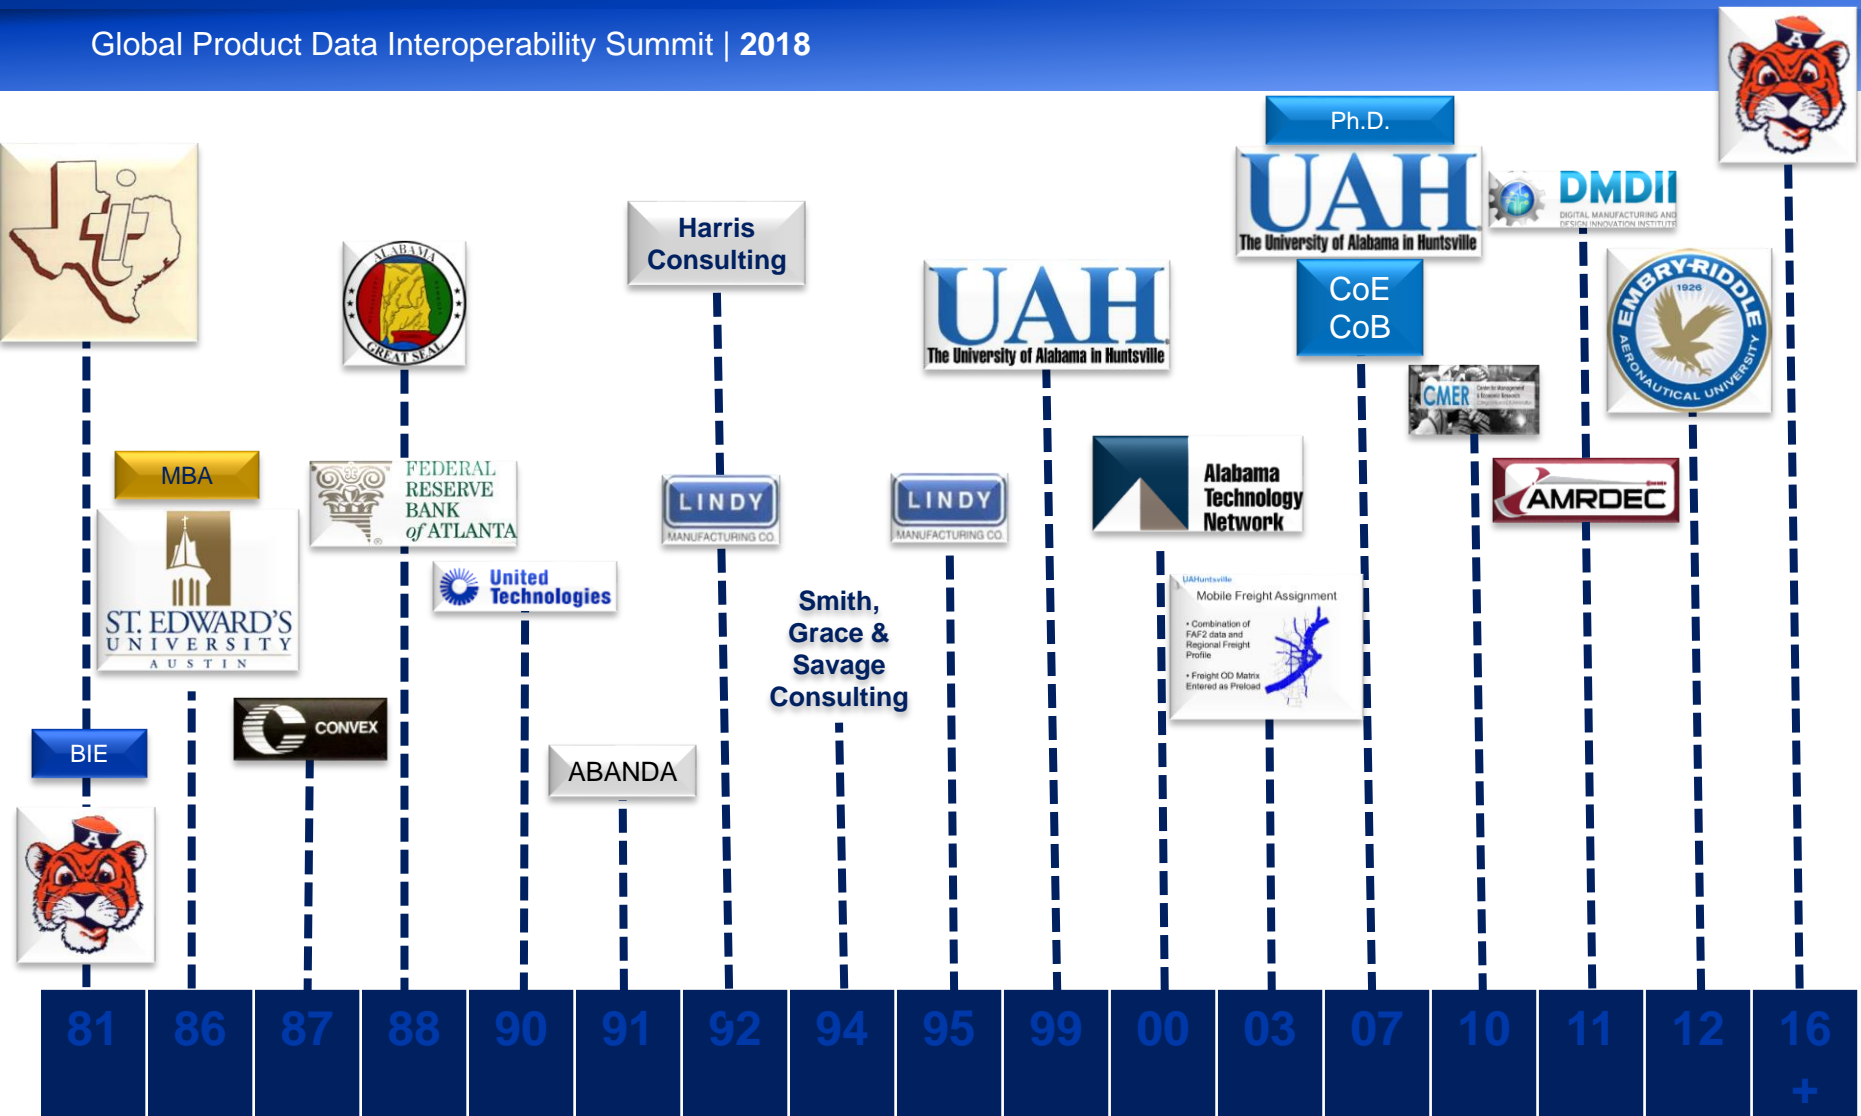 Global Product Data Interoperability Summit | 2018
Ph.D.
UAH
The University of Alabama in Huntsville
CoE
CoB
DMDII
DIGITAL MANUFACTURING AND
DESIGN INNOVATION INSTITUTE
EMBRY-RIDDLE
1926
AERONAUTICAL UNIVERSITY
Harris
Consulting
ALABAMA
GREAT SEAL
UAH
The University of Alabama in Huntsville
CMER
Center for Management
& Economic Research
MBA
ST. EDWARD'S
UNIVERSITY
AUSTIN
FEDERAL
RESERVE
BANK
of ATLANTA
LINDY
MANUFACTURING CO.
LINDY
MANUFACTURING CO.
Alabama
Technology
Network
AMRDEC
United
Technologies
Smith,
Grace &
Savage
Consulting
UAHuntsville
Mobile Freight Assignment
• Combination of
FAF2 data and
Regional Freight
Profile
• Freight OD Matrix
Entered as Preload
CONVEX
BIE
ABANDA
81 86 87 88 90 91 92 94 95 99 00 03 07 10 11 12 16
+